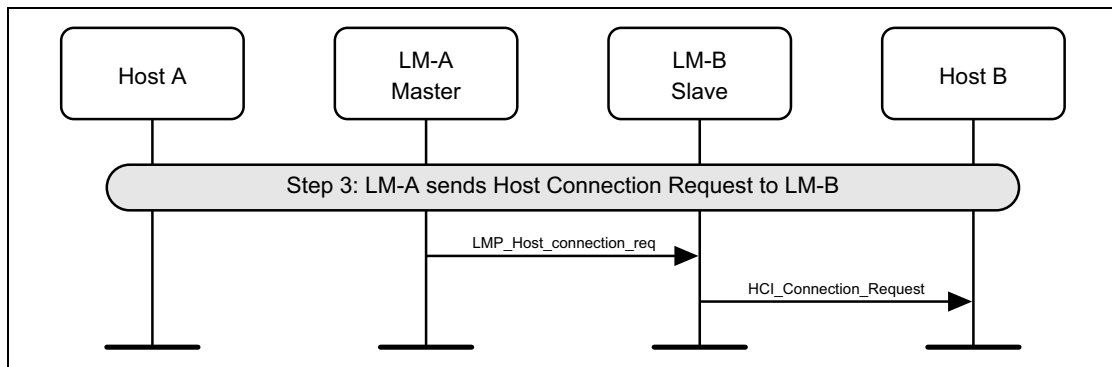 Host A
LM-A
Master
LM-B
Slave
Host B
Step 3: LM-A sends Host Connection Request to LM-B
LMP_Host_connection_req
HCI_Connection_Request